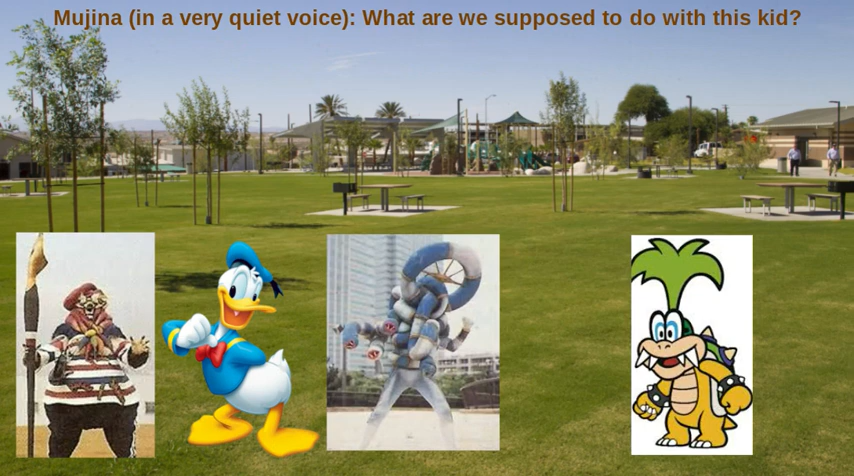 Mujina (in a very quiet voice): What are we supposed to do with this kid?